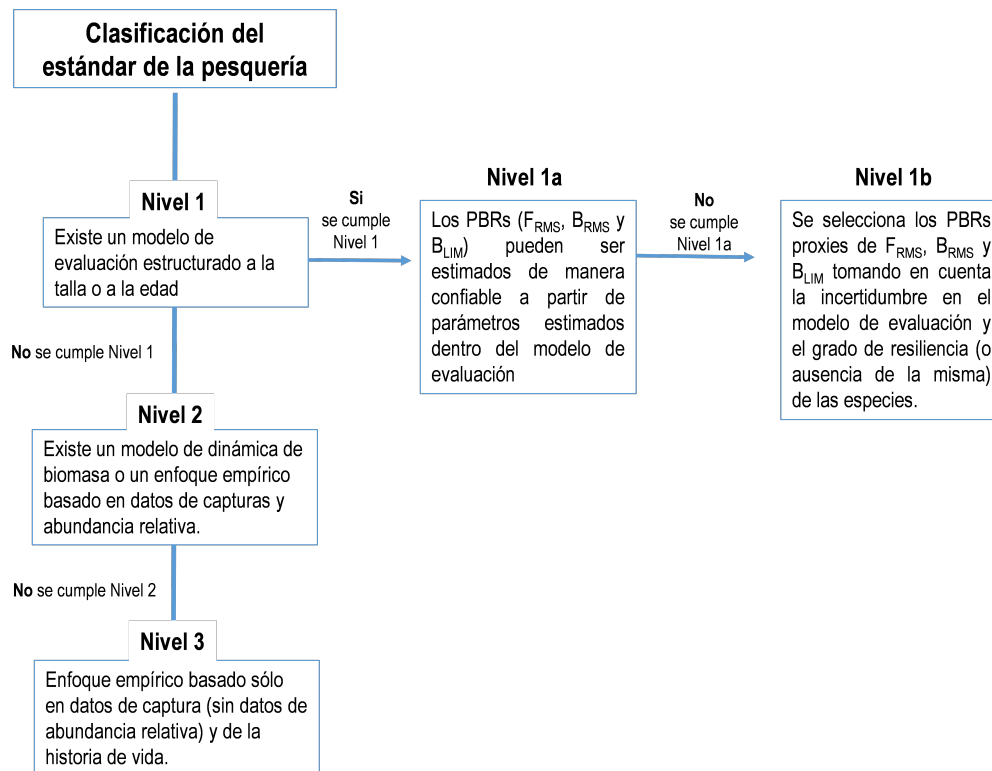 Clasificación del
estándar de la pesquería
Nivel 1
Existe un modelo de
evaluación estructurado a la
talla o a la edad
Si
se cumple
Nivel 1
Nivel 1a
Los PBRs (FRMS, BRMS y
BLIM) pueden ser
estimados de manera
confiable a partir de
parámetros estimados
dentro del modelo de
evaluación
No
se cumple
Nivel 1a
Nivel 1b
Se selecciona los PBRs
proxies de FRMS, BRMS y
BLIM tomando en cuenta
la incertidumbre en el
modelo de evaluación y
el grado de resiliencia (o
ausencia de la misma)
de las especies.
No se cumple Nivel 1
Nivel 2
Existe un modelo de dinámica de
biomasa o un enfoque empírico
basado en datos de capturas y
abundancia relativa.
No se cumple Nivel 2
Nivel 3
Enfoque empírico basado sólo
en datos de captura (sin datos de
abundancia relativa) y de la
historia de vida.